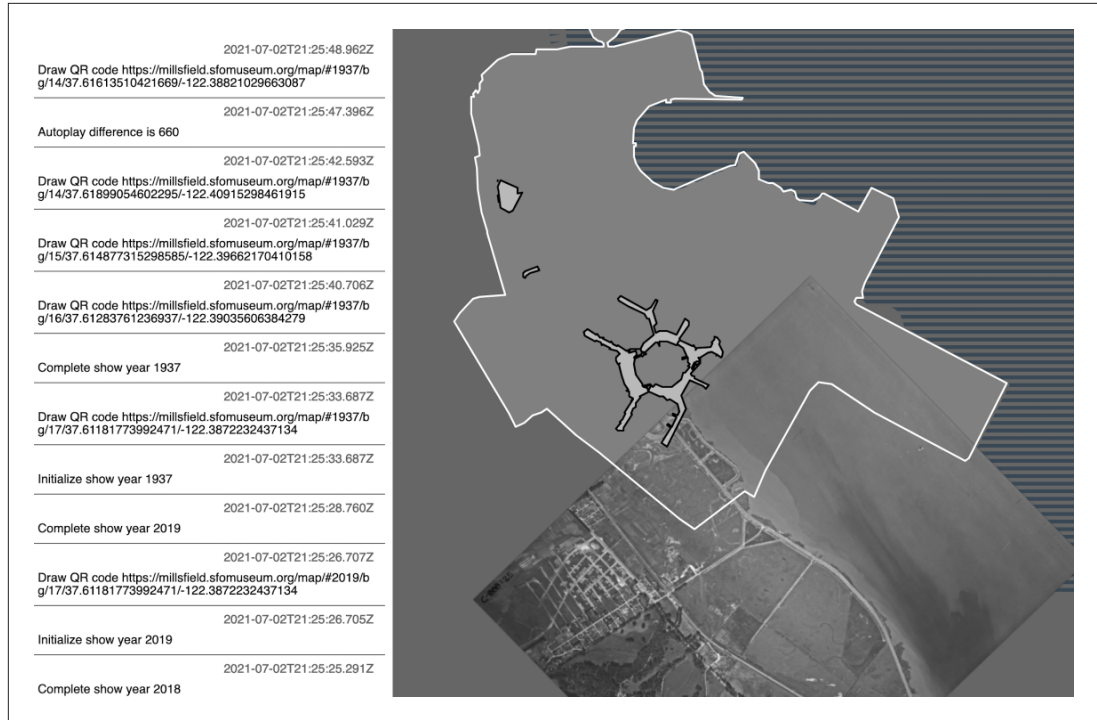 2021-07-02T21:25:48.962Z
Draw QR code https://millsfield.sfomuseum.org/map/#1937/b
g/14/37.61613510421669/-122.38821029663087
2021-07-02T21:25:47.396Z
Autoplay difference is 660
2021-07-02T21:25:42.593Z
Draw QR code https://millsfield.sfomuseum.org/map/#1937/b
g/14/37.61899054602295/-122.40915298461915
2021-07-02T21:25:41.029Z
Draw QR code https://millsfield.sfomuseum.org/map/#1937/b
g/15/37.614877315298585/-122.39662170410158
2021-07-02T21:25:40.706Z
Draw QR code https://millsfield.sfomuseum.org/map/#1937/b
g/16/37.61283761236937/-122.39035606384279
2021-07-02T21:25:35.925Z
Complete show year 1937
2021-07-02T21:25:33.687Z
Draw QR code https://millsfield.sfomuseum.org/map/#1937/b
g/17/37.61181773992471/-122.3872232437134
2021-07-02T21:25:33.687Z
Initialize show year 1937
2021-07-02T21:25:28.760Z
Complete show year 2019
2021-07-02T21:25:26.707Z
Draw QR code https://millsfield.sfomuseum.org/map/#2019/b
g/17/37.61181773992471/-122.3872232437134
2021-07-02T21:25:26.705Z
Initialize show year 2019
2021-07-02T21:25:25.291Z
Complete show year 2018